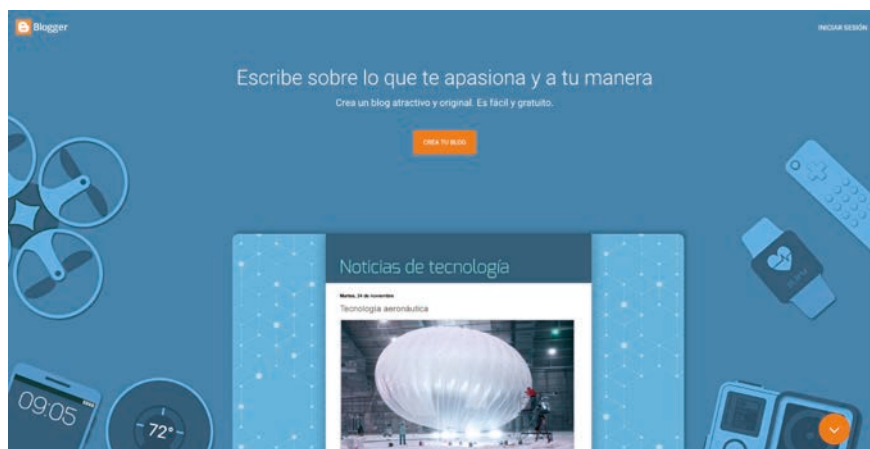 Blogger
INICIAR SESIÓN
Escribe sobre lo que te apasiona y a tu manera
Crea un blog atractivo y original. Es fácil y gratuito.
CREA TU BLOG
Noticias de tecnología
Martes, 24 de noviembre
Tecnología aeronáutica
09:05
72°